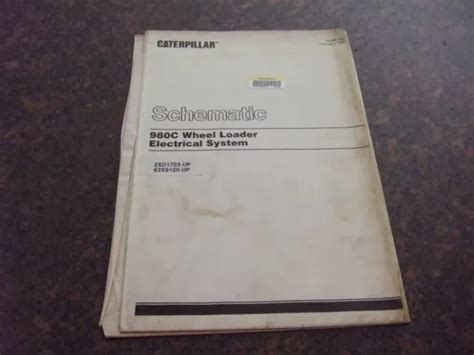 CATERPILLAR
Schematic
980C Wheel Loader
Electrical System
2XD1703-UP
63X9120-UP